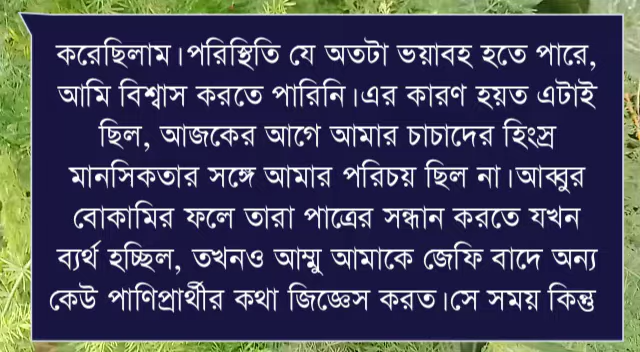 করেছিলাম।পরিস্থিতি যে অতটা ভয়াবহ হতে পারে,
আমি বিশ্বাস করতে পারিনি।এর কারণ হয়ত এটাই
ছিল, আজকের আগে আমার চাচাদের হিংস্র
মানসিকতার সঙ্গে আমার পরিচয় ছিল না।আব্বুর
বোকামির ফলে তারা পাত্রের সন্ধান করতে যখন
ব্যর্থ হচ্ছিল, তখনও আম্মু আমাকে জেফি বাদে অন্য
কেউ পাণিপ্রার্থীর কথা জিজ্ঞেস করত।সে সময় কিন্তু